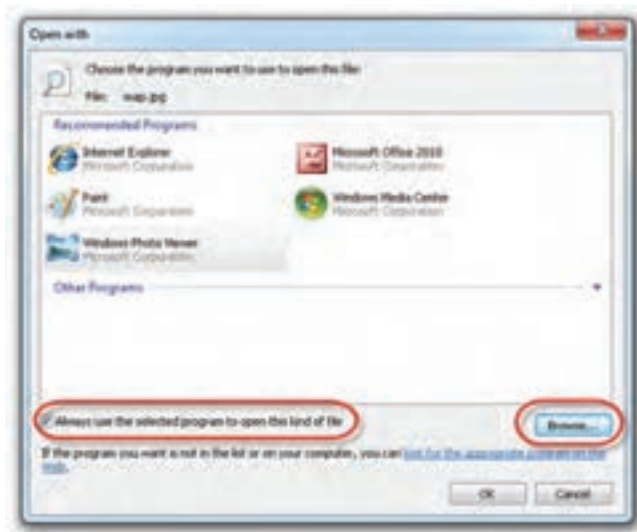 Open with
Choose the program you want to use to open this file:
File: wap.jpg
Recommended Programs
Internet Explorer
Microsoft Corporation
Microsoft Office 2010
Microsoft Corporation
Paint
Microsoft Corporation
Windows Media Center
Microsoft Corporation
Windows Photo Viewer
Microsoft Corporation
Other Programs
Always use the selected program to open this kind of file
Browse...
If the program you want is not in the list or on your computer, you can look for the appropriate program on the
Web.
OK
Cancel